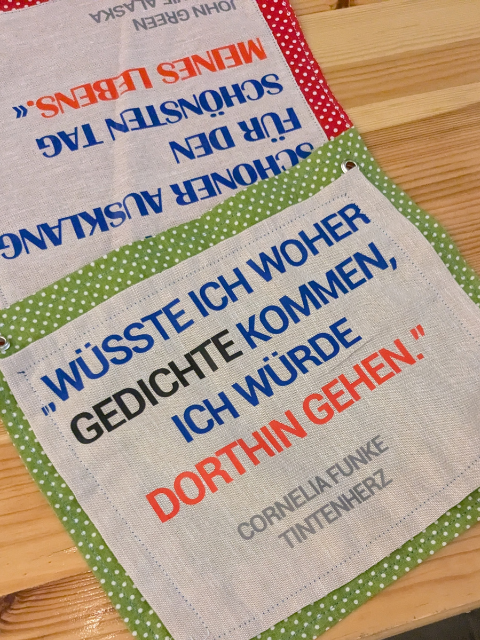 „WÜSSTE ICH WOHER
GEDICHTE KOMMEN,
ICH WÜRDE
DORTHIN GEHEN.”
CORNELIA FUNKE
TINTENHERZ
SCHÖNER AUSKLANG
FÜR DEN
SCHÖNSTEN TAG
MEINES LEBENS.«
JOHN GREEN
ALASKA